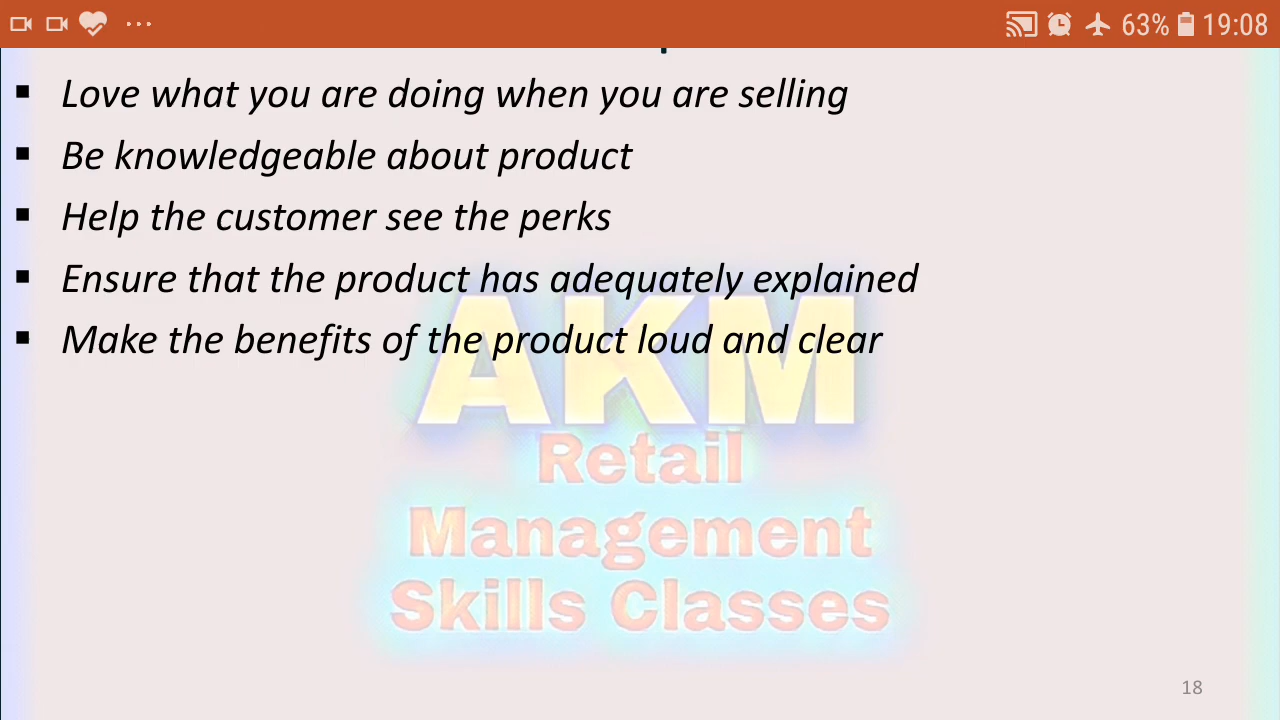 63% 19:08
▪ Love what you are doing when you are selling
▪ Be knowledgeable about product
▪ Help the customer see the perks
▪ Ensure that the product has adequately explained
▪ Make the benefits of the product loud and clear
AKM
Retail
Management
Skills Classes
18